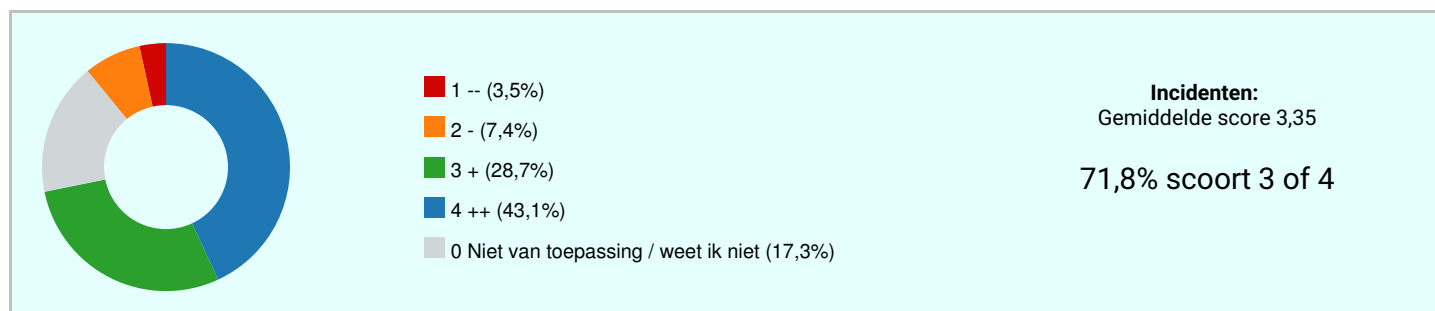 1 -- (3,5%)
2 - (7,4%)
3 + (28,7%)
4 ++ (43,1%)
0 Niet van toepassing / weet ik niet (17,3%)
Incidenten:
Gemiddelde score 3,35
71,8% scoort 3 of 4